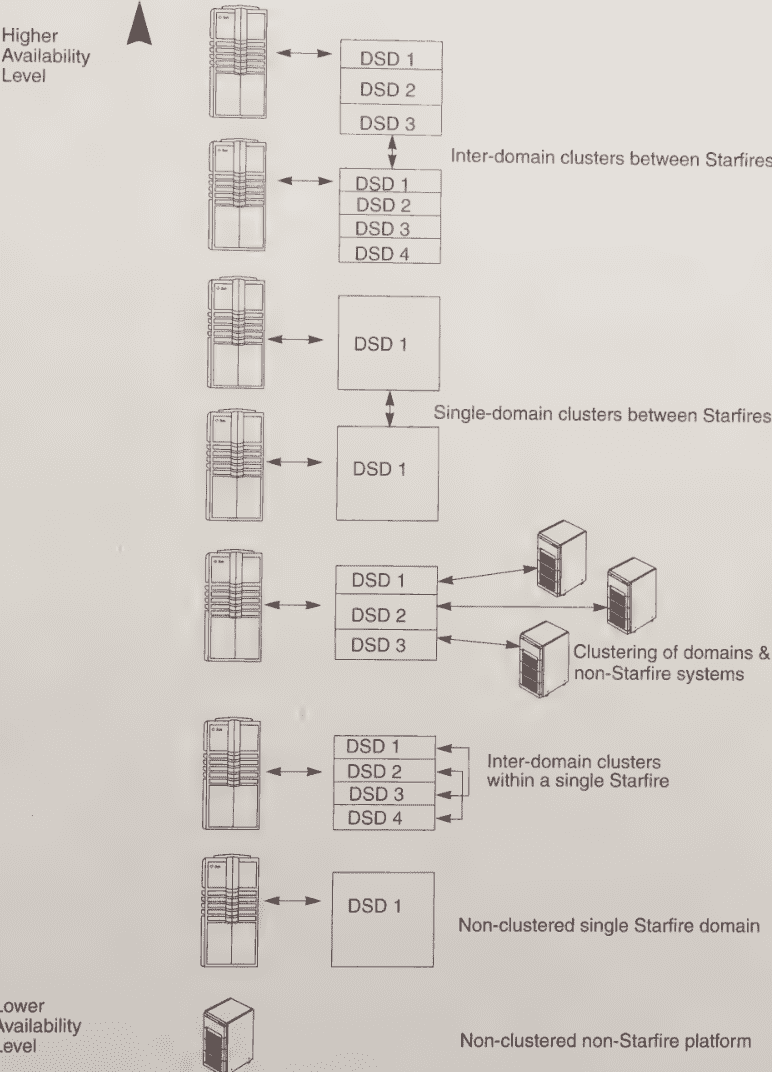 Higher
Availability
Level
DSD 1
DSD 2
DSD 3
Inter-domain clusters between Starfires
DSD 1
DSD 2
DSD 3
DSD 4
DSD 1
Single-domain clusters between Starfires
DSD 1
DSD 1
DSD 2
DSD 3
Clustering of domains &
non-Starfire systems
DSD 1
DSD 2
DSD 3
DSD 4
Inter-domain clusters
within a single Starfire
DSD 1
Non-clustered single Starfire domain
Lower
Availability
Level
Non-clustered non-Starfire platform